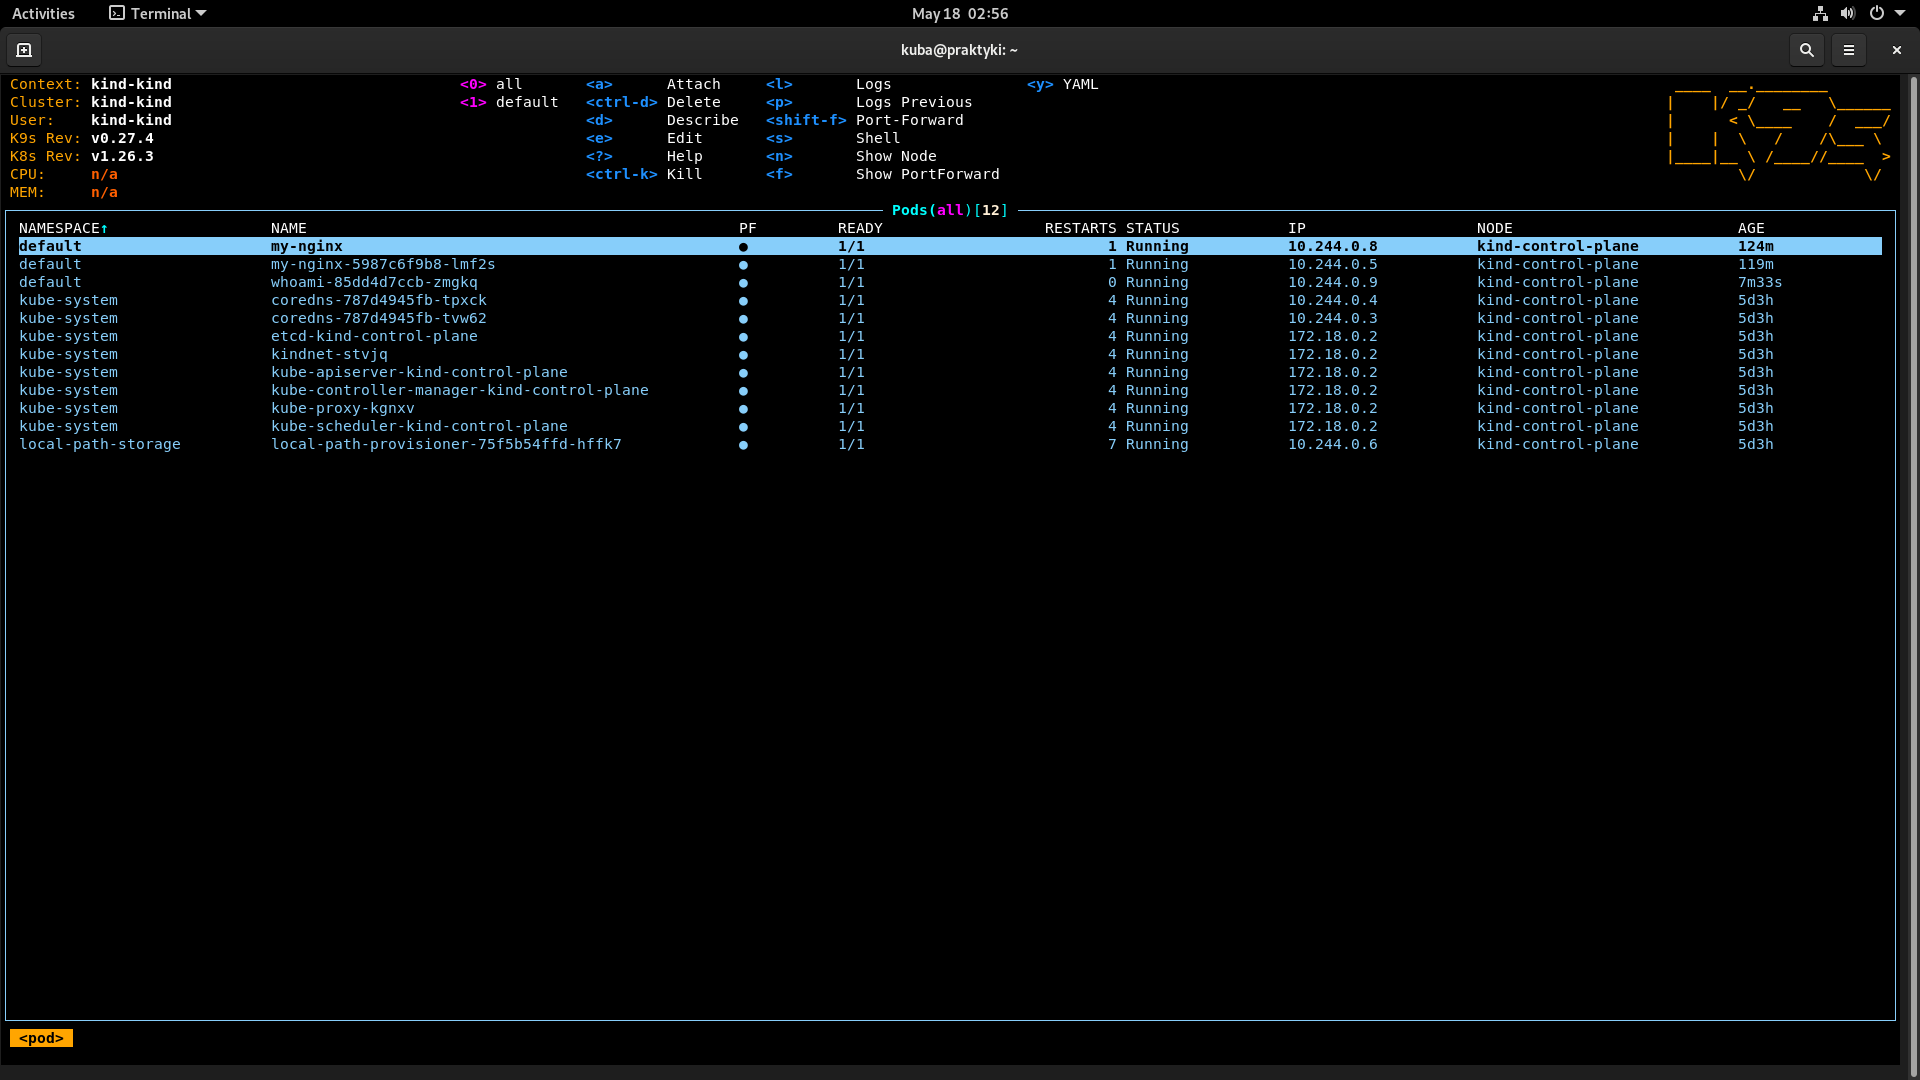 Activities Terminal May 18 02:56
kuba@praktyki: ~
Context: kind-kind <0> all <a> Attach <l> Logs <y> YAML
Cluster: kind-kind <1> default <ctrl-d> Delete <p> Logs Previous
User: kind-kind <d> Describe <shift-f> Port-Forward
K9s Rev: v0.27.4 <e> Edit <s> Shell
K8s Rev: v1.26.3 <?> Help <n> Show Node
CPU: n/a <ctrl-k> Kill <f> Show PortForward
MEM: n/a
Pods(all)[12]
NAMESPACE↑ NAME PF READY RESTARTS STATUS IP NODE AGE
default my-nginx ● 1/1 1 Running 10.244.0.8 kind-control-plane 124m
default my-nginx-5987c6f9b8-lmf2s ● 1/1 1 Running 10.244.0.5 kind-control-plane 119m
default whoami-85dd4d7ccb-zmgkq ● 1/1 0 Running 10.244.0.9 kind-control-plane 7m33s
kube-system coredns-787d4945fb-tpxck ● 1/1 4 Running 10.244.0.4 kind-control-plane 5d3h
kube-system coredns-787d4945fb-tvw62 ● 1/1 4 Running 10.244.0.3 kind-control-plane 5d3h
kube-system etcd-kind-control-plane ● 1/1 4 Running 172.18.0.2 kind-control-plane 5d3h
kube-system kindnet-stvjq ● 1/1 4 Running 172.18.0.2 kind-control-plane 5d3h
kube-system kube-apiserver-kind-control-plane ● 1/1 4 Running 172.18.0.2 kind-control-plane 5d3h
kube-system kube-controller-manager-kind-control-plane ● 1/1 4 Running 172.18.0.2 kind-control-plane 5d3h
kube-system kube-proxy-kgnxv ● 1/1 4 Running 172.18.0.2 kind-control-plane 5d3h
kube-system kube-scheduler-kind-control-plane ● 1/1 4 Running 172.18.0.2 kind-control-plane 5d3h
local-path-storage local-path-provisioner-75f5b54ffd-hffk7 ● 1/1 7 Running 10.244.0.6 kind-control-plane 5d3h
<pod>